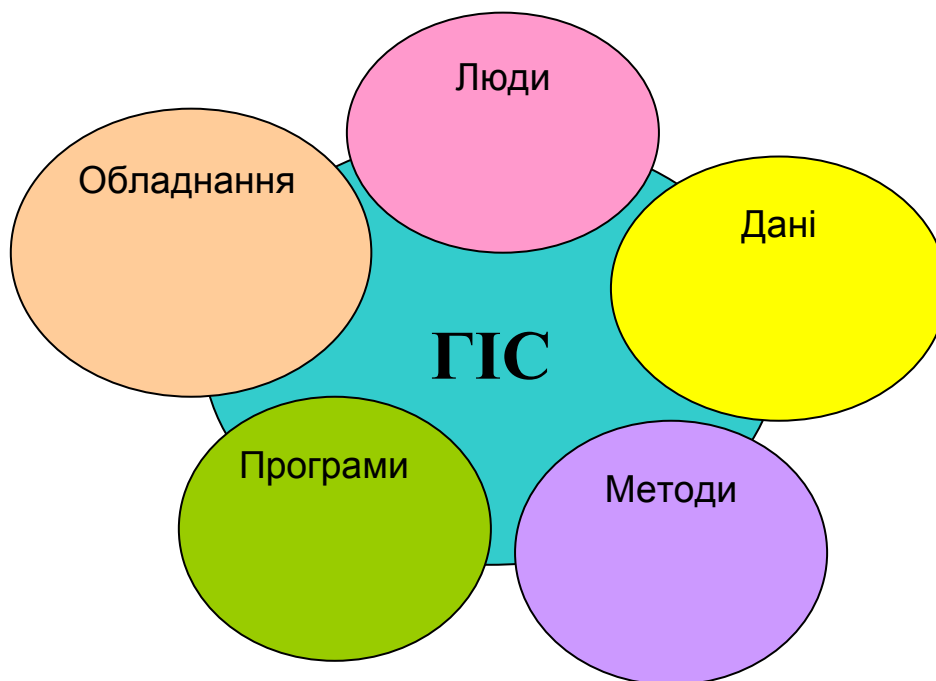 Люди
Обладнання
Дані
ГІС
Програми
Методи